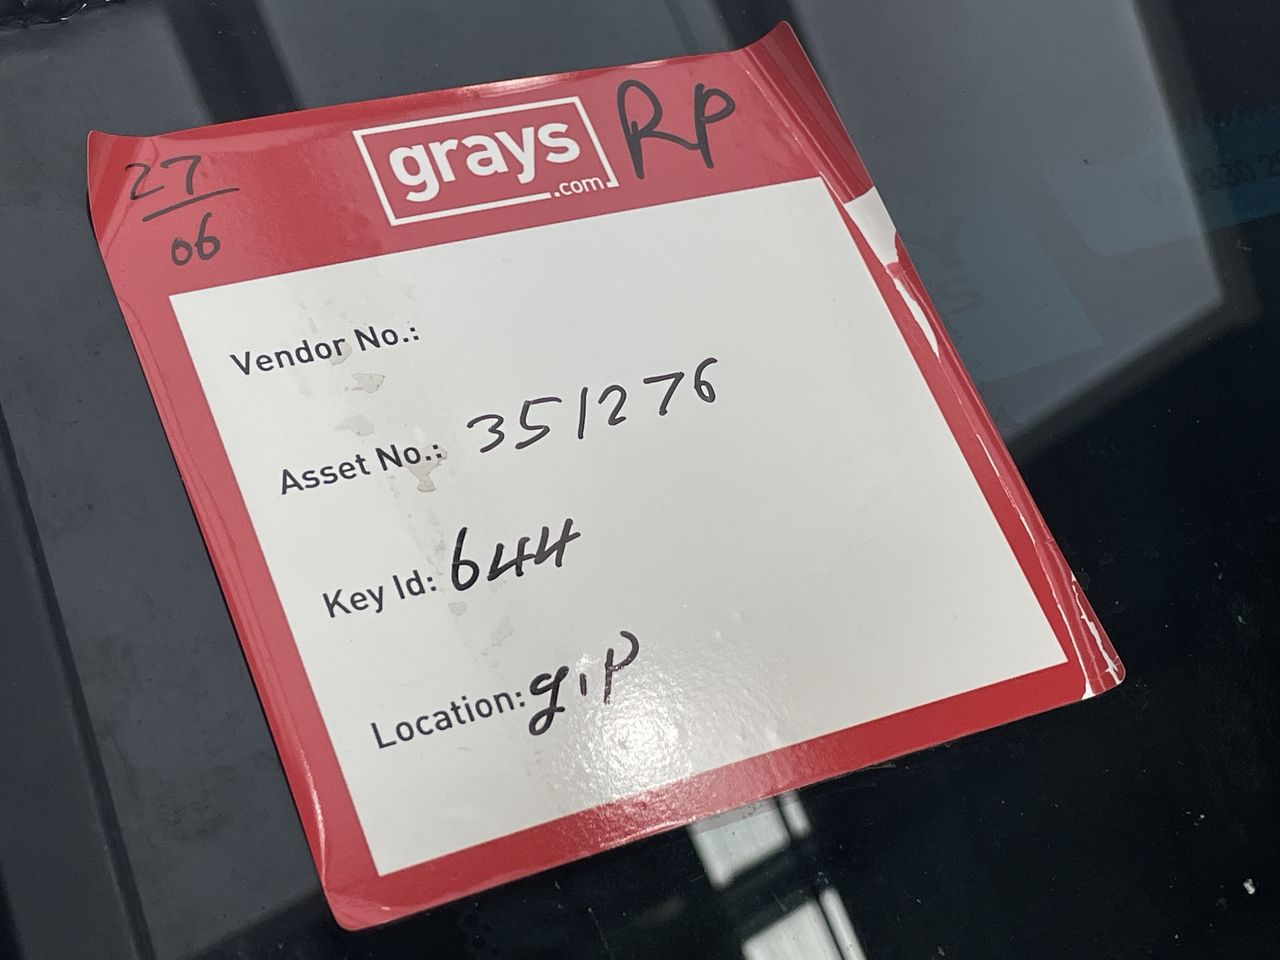 27
06
grays
.com
RP
Vendor No.:
Asset No.: 351276
Key Id: 644
Location: gip